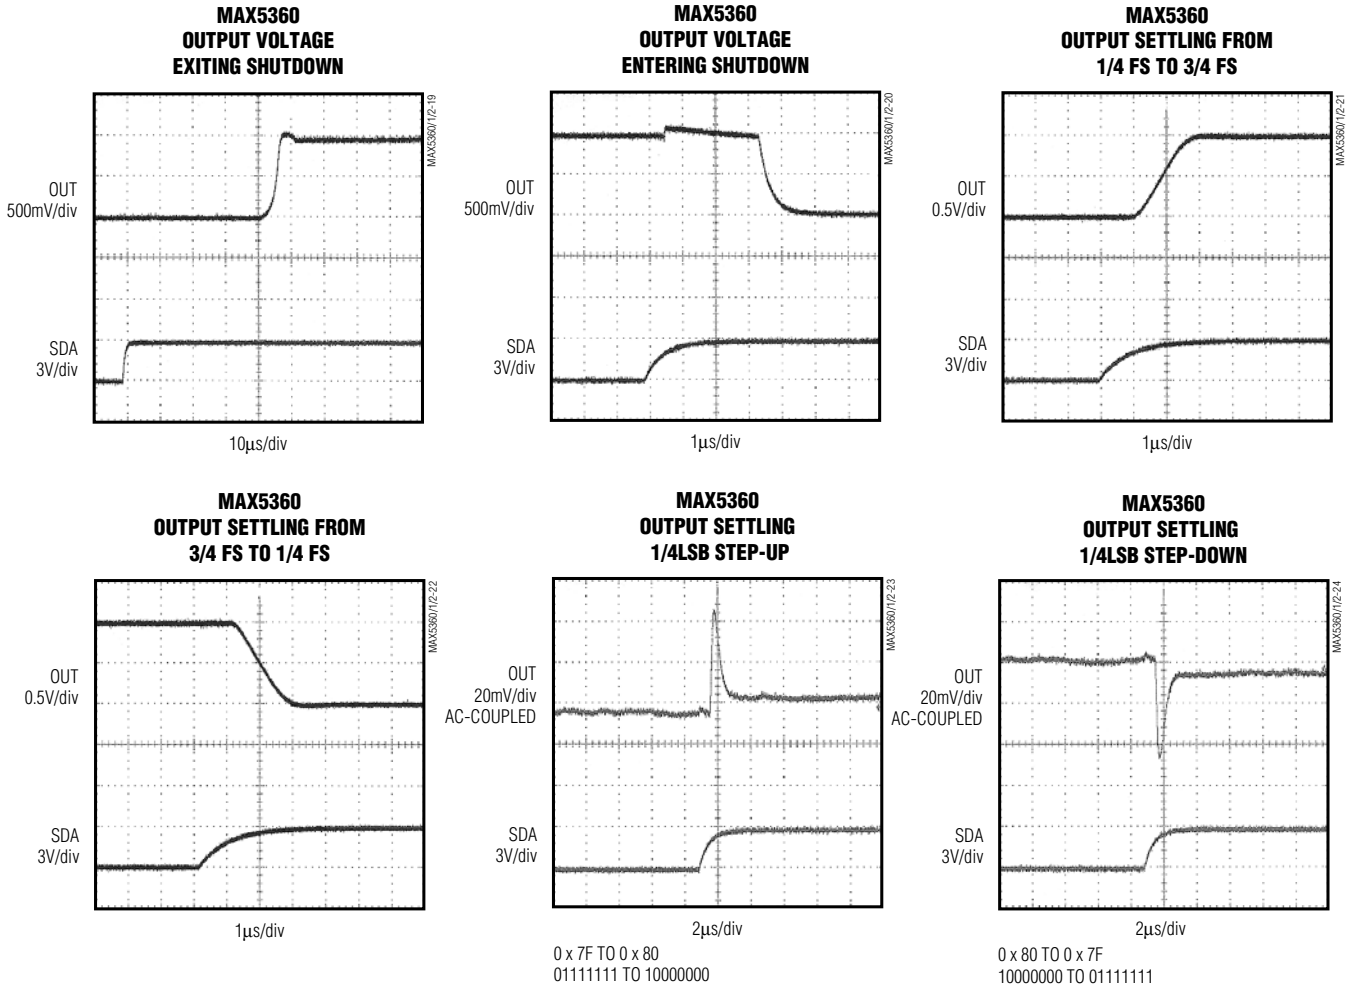 MAX5360
OUTPUT VOLTAGE
EXITING SHUTDOWN
MAX5360/1/2-19
OUT
500mV/div
SDA
3V/div
10µs/div
MAX5360
OUTPUT VOLTAGE
ENTERING SHUTDOWN
MAX5360/1/2-20
OUT
500mV/div
SDA
3V/div
1µs/div
MAX5360
OUTPUT SETTLING FROM
1/4 FS TO 3/4 FS
MAX5360/1/2-21
OUT
0.5V/div
SDA
3V/div
1µs/div
MAX5360
OUTPUT SETTLING FROM
3/4 FS TO 1/4 FS
MAX5360/1/2-22
OUT
0.5V/div
SDA
3V/div
1µs/div
MAX5360
OUTPUT SETTLING
1/4LSB STEP-UP
MAX5360/1/2-23
OUT
20mV/div
AC-COUPLED
SDA
3V/div
2µs/div
0 x 7F TO 0 x 80
01111111 TO 10000000
MAX5360
OUTPUT SETTLING
1/4LSB STEP-DOWN
MAX5360/1/2-24
OUT
20mV/div
AC-COUPLED
SDA
3V/div
2µs/div
0 x 80 TO 0 x 7F
10000000 TO 01111111